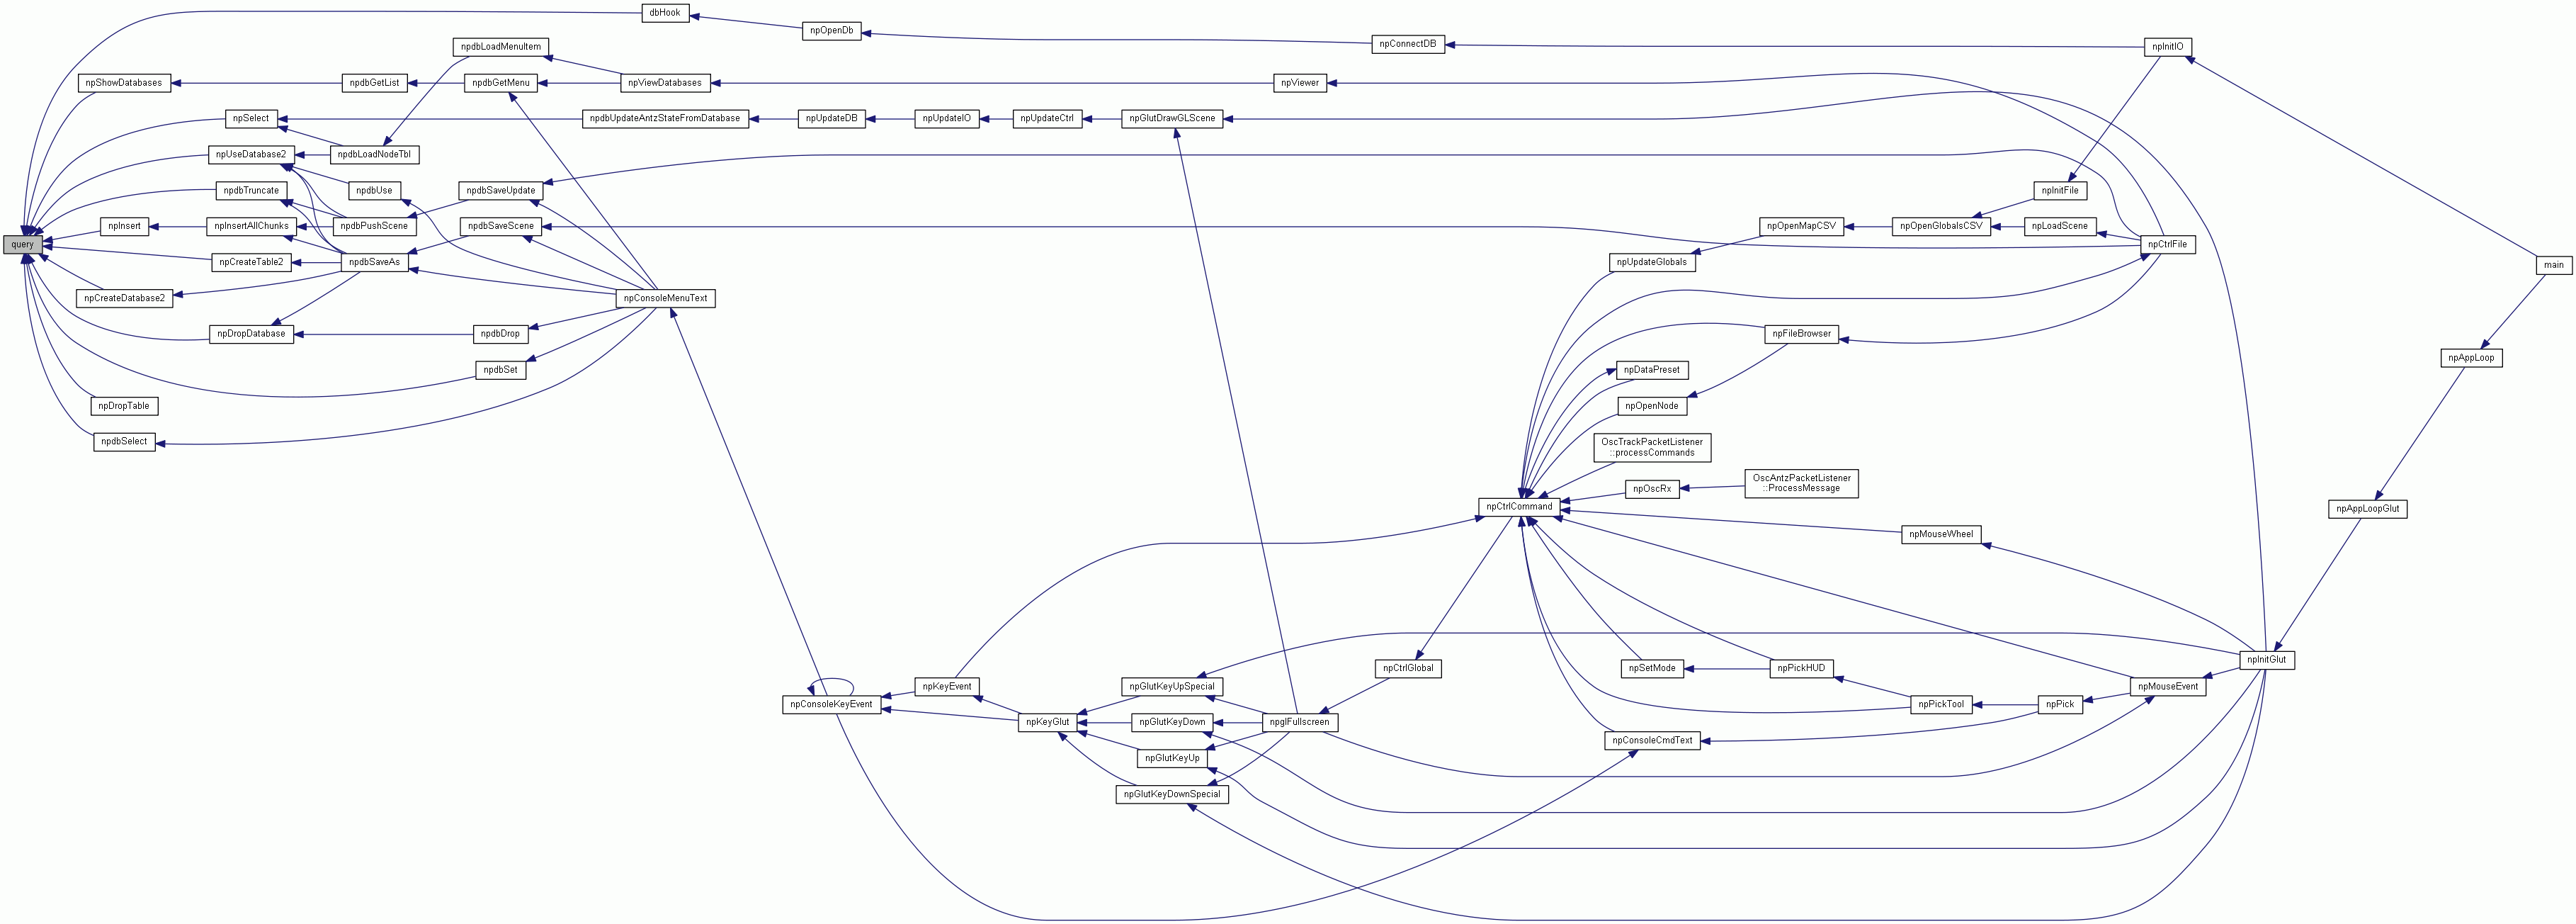 dbHook
npOpenDb
npConnectDB
npInitIO
npdbLoadMenuItem
npShowDatabases
npdbGetList
npdbGetMenu
npViewDatabases
npViewer
npSelect
npdbUpdateAntzStateFromDatabase
npUpdateDB
npUpdateIO
npUpdateCtrl
npGlutDrawGLScene
npUseDatabase2
npdbLoadNodeTbl
npdbTruncate
npdbUse
npdbSaveUpdate
npInitFile
npInsert
npInsertAllChunks
npdbPushScene
npdbSaveScene
npOpenMapCSV
npOpenGlobalsCSV
npLoadScene
query
npCtrlFile
npCreateTable2
npdbSaveAs
npUpdateGlobals
main
npCreateDatabase2
npConsoleMenuText
npDropDatabase
npdbDrop
npFileBrowser
npAppLoop
npdbSet
npDataPreset
npDropTable
npOpenNode
npdbSelect
OscTrackPacketListener
::processCommands
OscAntzPacketListener
::ProcessMessage
npOscRx
npCtrlCommand
npAppLoopGlut
npMouseWheel
npInitGlut
npCtrlGlobal
npSetMode
npPickHUD
npKeyEvent
npGlutKeyUpSpecial
npMouseEvent
npConsoleKeyEvent
npPickTool
npPick
npKeyGlut
npGlutKeyDown
npglFullscreen
npConsoleCmdText
npGlutKeyUp
npGlutKeyDownSpecial